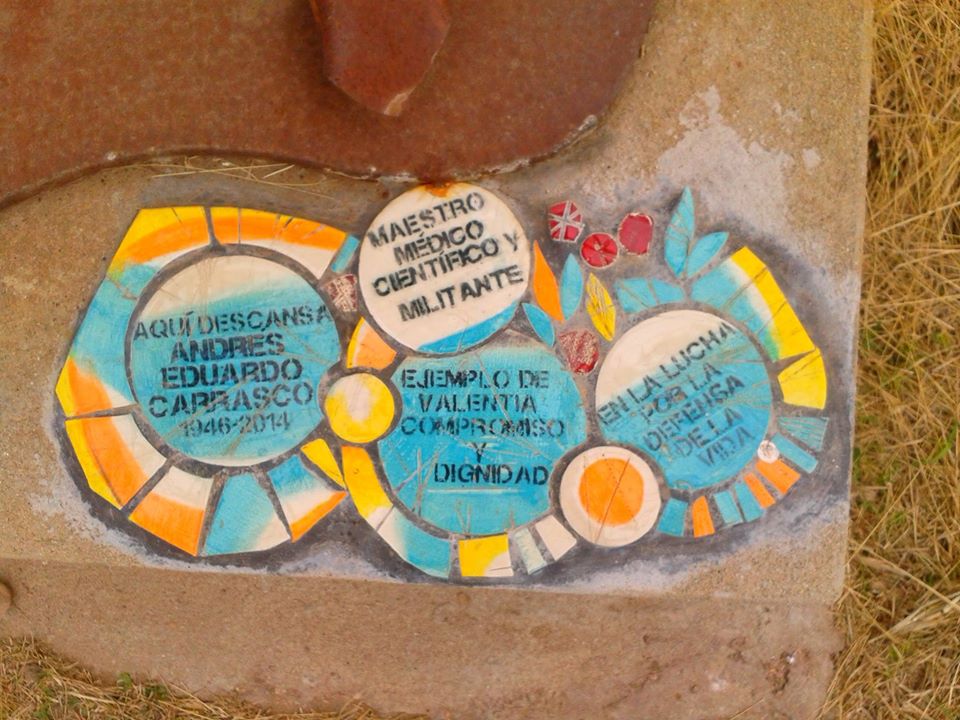 AQUÍ DESCANSA
ANDRES
EDUARDO
CARRASCO
1946-2014
MAESTRO
MÉDICO
CIENTÍFICO Y
MILITANTE
EJEMPLO DE
VALENTIA
COMPROMISO
Y
DIGNIDAD
EN LA LUCHA
POR LA
DEFENSA
DE LA
VIDA